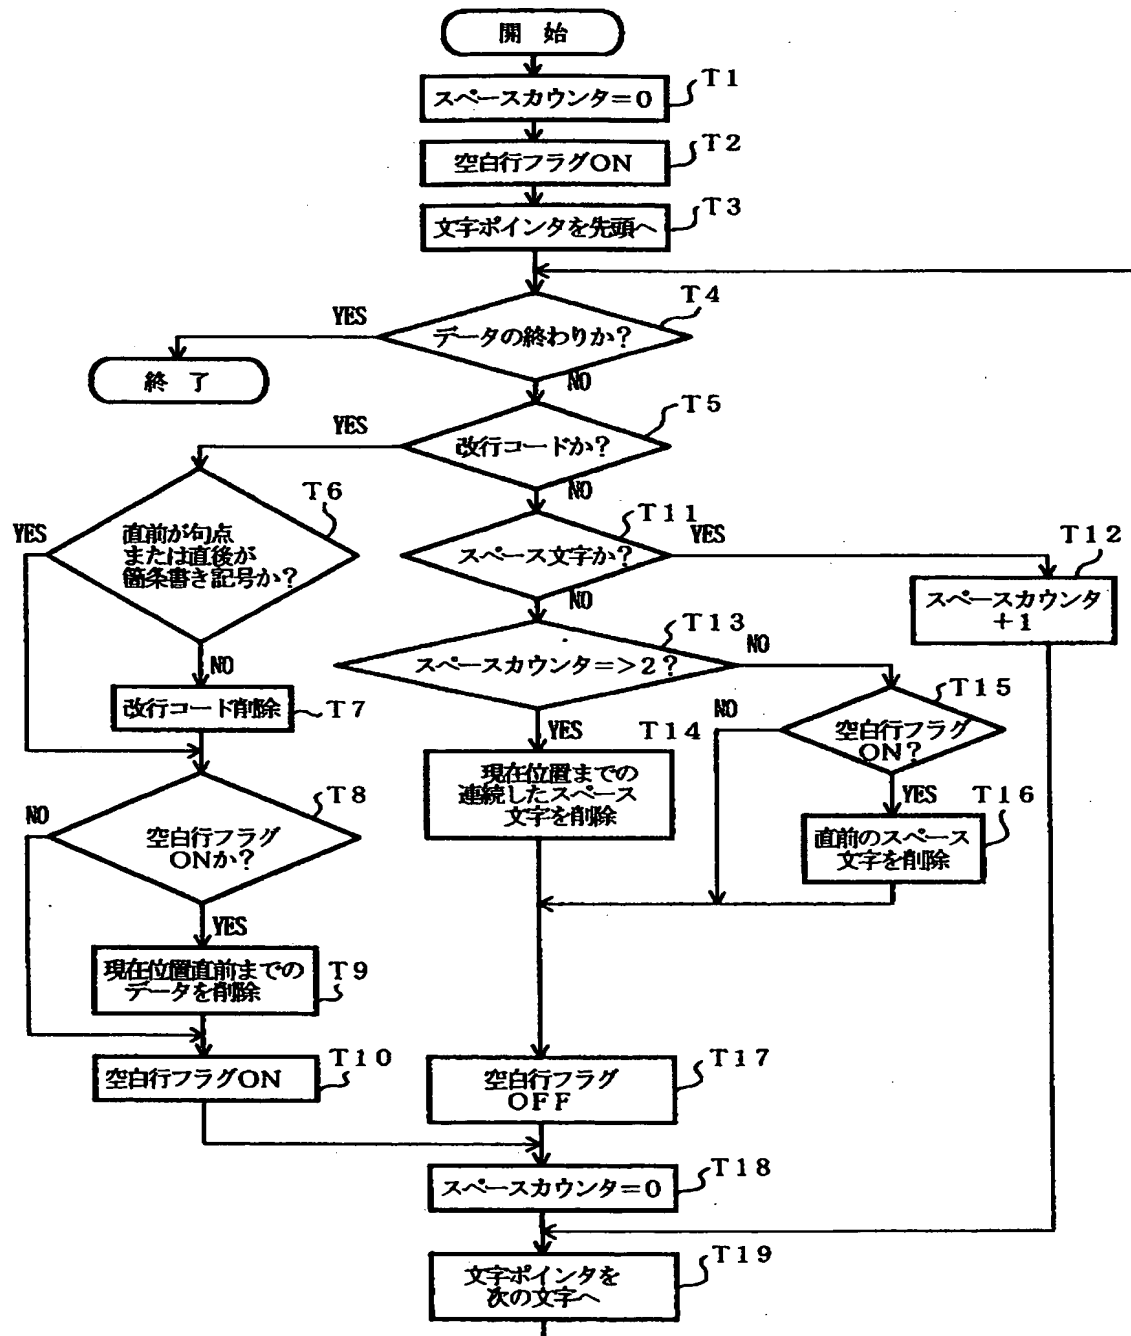 開 始
T1
スペースカウンタ=0
T2
空白行フラグON
T3
文字ポインタを先頭へ
T4
YES
データの終わりか?
終 了
NO
T5
YES
改行コードか?
NO
T6
YES
直前が句点
または直後が
箇条書き記号か?
T11
YES
スペース文字か?
T12
スペースカウンタ
+1
NO
T13
NO
スペースカウンタ=>2?
NO
改行コード削除
T7
T15
NO
空白行フラグ
ON?
YES
T14
現在位置までの
連続したスペース
文字を削除
YES
T16
直前のスペース
文字を削除
T8
NO
空白行フラグ
ONか?
YES
現在位置直前までの
データを削除
T9
T10
空白行フラグON
T17
空白行フラグ
OFF
T18
スペースカウンタ=0
T19
文字ポインタを
次の文字へ